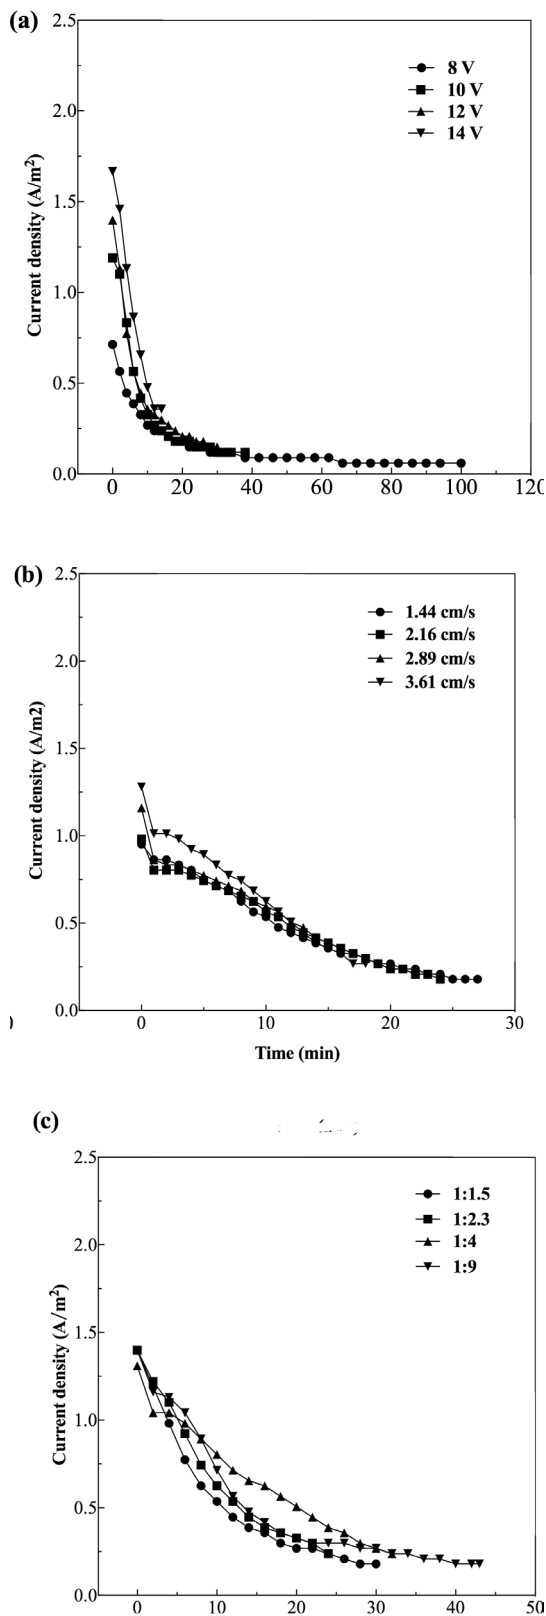 (a)
2.5
2.0
1.5
1.0
0.5
0.0
Current density (A/m²)
8 V
10 V
12 V
14 V
0 20 40 60 80 100 120
(b)
2.5
2.0
1.5
1.0
0.5
0.0
Current density (A/m2)
1.44 cm/s
2.16 cm/s
2.89 cm/s
3.61 cm/s
0 10 20 30
Time (min)
(c)
2.5
2.0
1.5
1.0
0.5
0.0
Current density (A/m²)
1:1.5
1:2.3
1:4
1:9
0 10 20 30 40 50